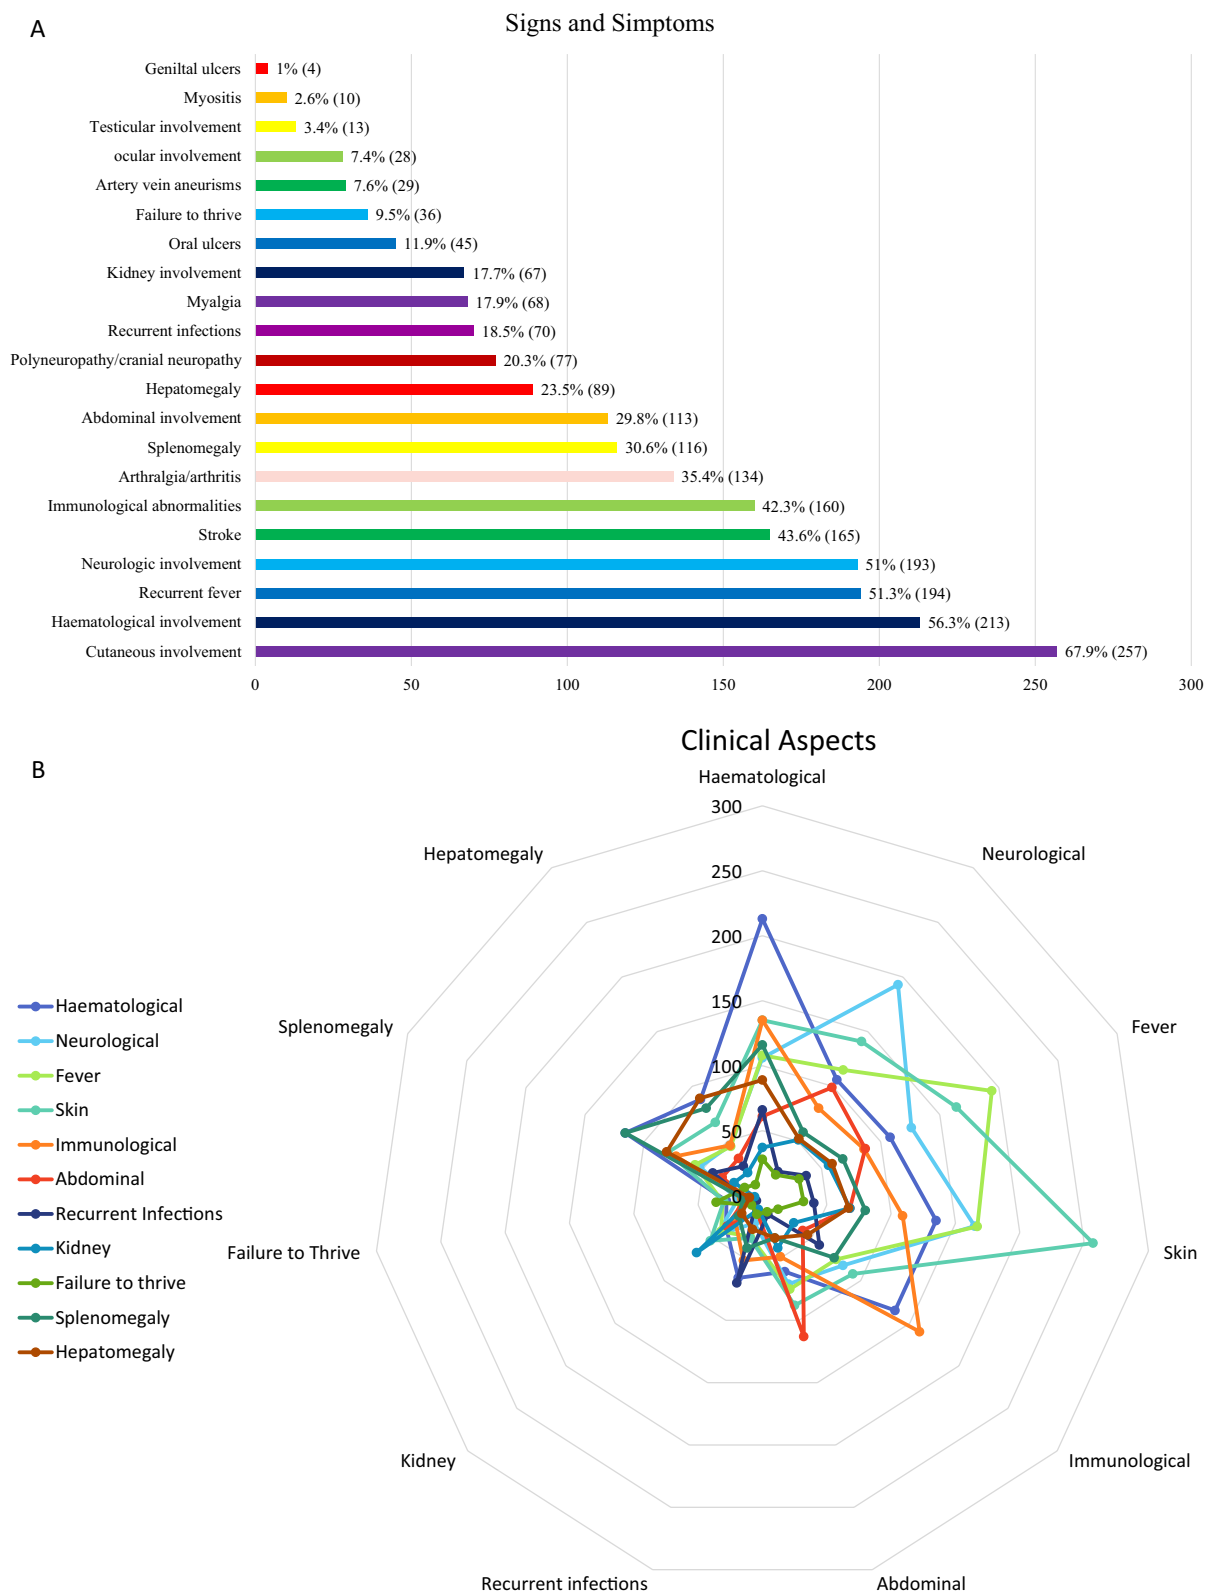 A
Signs and Simptoms
Geniltal ulcers 1% (4)
Myositis 2.6% (10)
Testicular involvement 3.4% (13)
ocular involvement 7.4% (28)
Artery vein aneurisms 7.6% (29)
Failure to thrive 9.5% (36)
Oral ulcers 11.9% (45)
Kidney involvement 17.7% (67)
Myalgia 17.9% (68)
Recurrent infections 18.5% (70)
Polyneuropathy/cranial neuropathy 20.3% (77)
Hepatomegaly 23.5% (89)
Abdominal involvement 29.8% (113)
Splenomegaly 30.6% (116)
Arthralgia/arthritis 35.4% (134)
Immunological abnormalities 42.3% (160)
Stroke 43.6% (165)
Neurologic involvement 51% (193)
Recurrent fever 51.3% (194)
Haematological involvement 56.3% (213)
Cutaneous involvement 67.9% (257)
0 50 100 150 200 250 300
Clinical Aspects
B
Haematological
300
Hepatomegaly
Neurological
250
200
Splenomegaly
Fever
150
100
50
0
Failure to Thrive
Skin
Kidney
Immunological
Recurrent infections
Abdominal
Haematological
Neurological
Fever
Skin
Immunological
Abdominal
Recurrent Infections
Kidney
Failure to thrive
Splenomegaly
Hepatomegaly